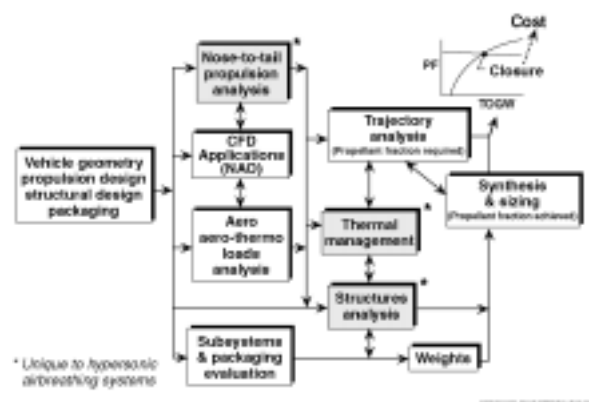 Cost
Closure
PF
TOGW
*
Nose-to-tail
propulsion
analysis
CFD
Applications
(NAO)
Aero
aero-thermo
loads
analysis
Vehicle geometry
propulsion design
structural design
packaging
Trajectory
analysis
(Propellant fraction required)
Synthesis
& sizing
(Propellant fraction achieved)
*
Thermal
management
*
Structures
analysis
Subsystems
& packaging
evaluation
Weights
* Unique to hypersonic
airbreathing systems